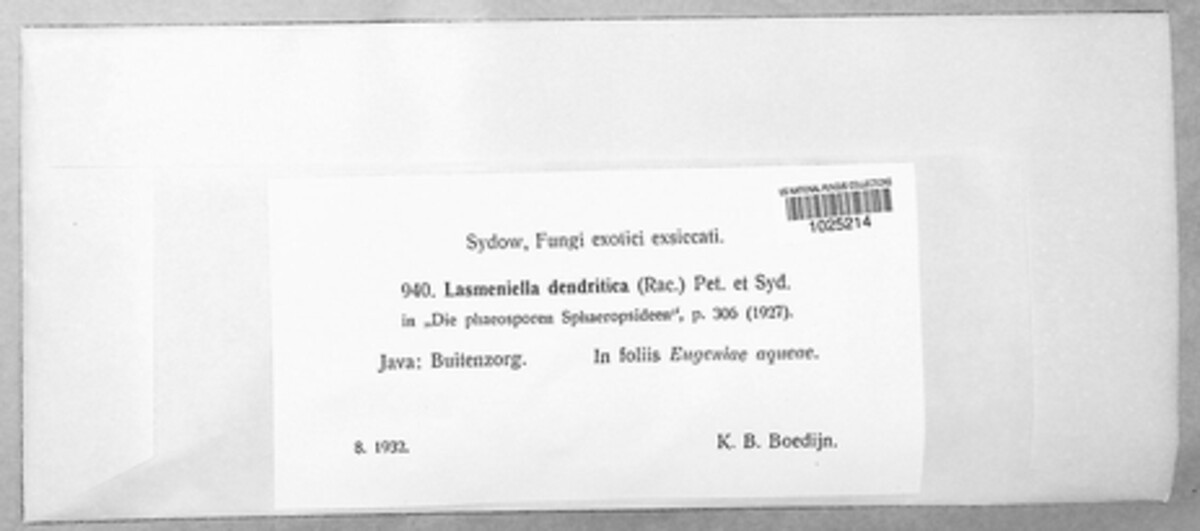 US NATIONAL FUNGUS COLLECTIONS
1025214
Sydow, Fungi exotici exsiccati.
940. Lasmeniella dendritica (Rac.) Pet. et Syd.
in „Die phaeosporen Sphaeropsideen", p. 306 (1927).
Java: Buitenzorg. In foliis Eugeniae aqueae.
8. 1932. K. B. Boedijn.